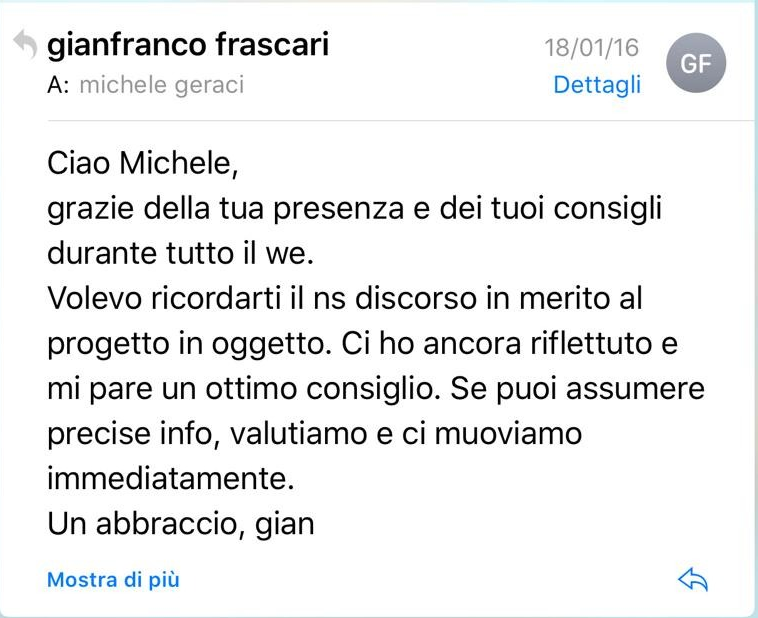 gianfranco frascari
18/01/16
GF
A: michele geraci
Dettagli
Ciao Michele,
grazie della tua presenza e dei tuoi consigli
durante tutto il we.
Volevo ricordarti il ns discorso in merito al
progetto in oggetto. Ci ho ancora riflettuto e
mi pare un ottimo consiglio. Se puoi assumere
precise info, valutiamo e ci muoviamo
immediatamente.
Un abbraccio, gian
Mostra di più